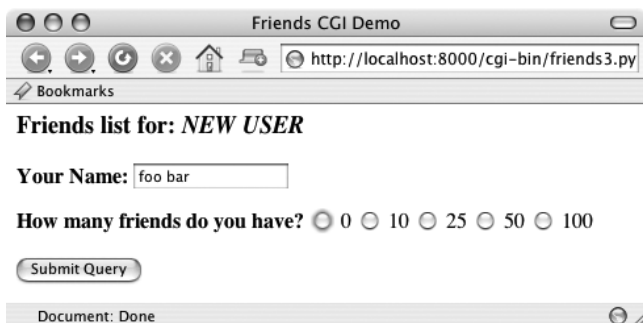 Friends CGI Demo
http://localhost:8000/cgi-bin/friends3.py
Bookmarks
Friends list for: NEW USER
Your Name: foo bar
How many friends do you have? 0 10 25 50 100
Submit Query
Document: Done